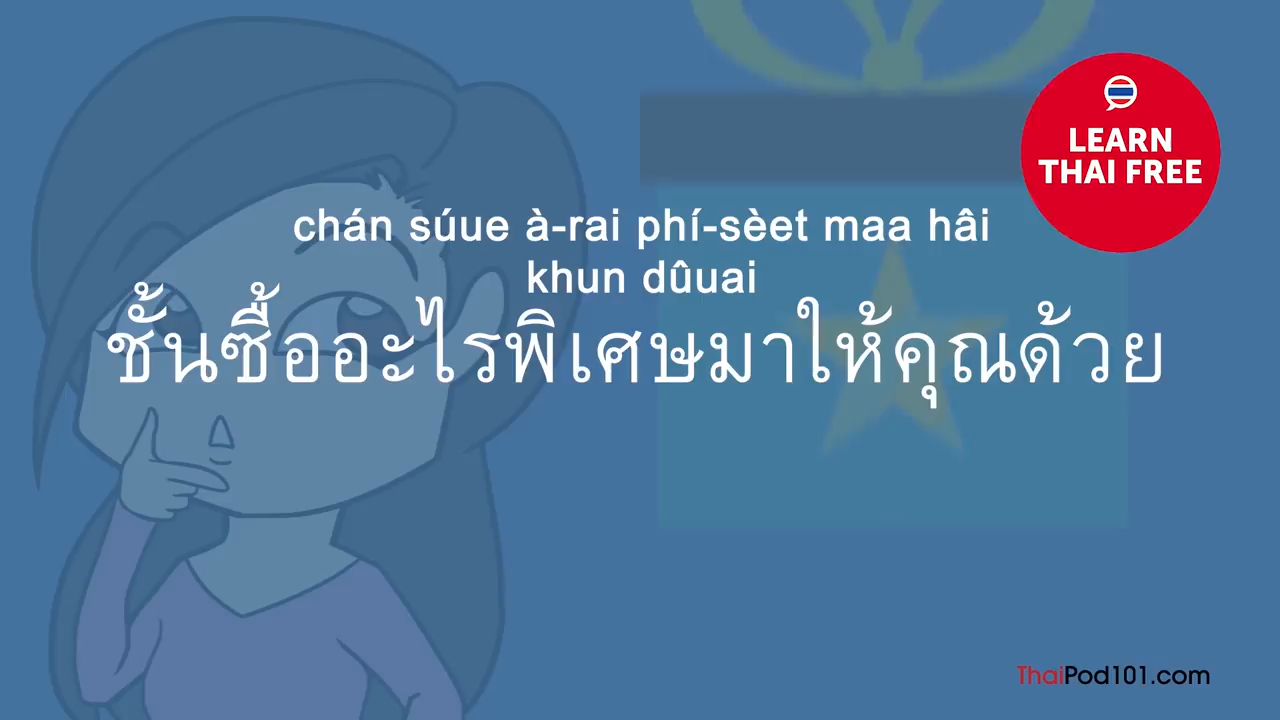 LEARN
THAI FREE
chán súue à-rai phí-sèet maa hâi
khun dûuai
ชั้นซื้ออะไรพิเศษมาให้คุณด้วย
ThaiPod101.com